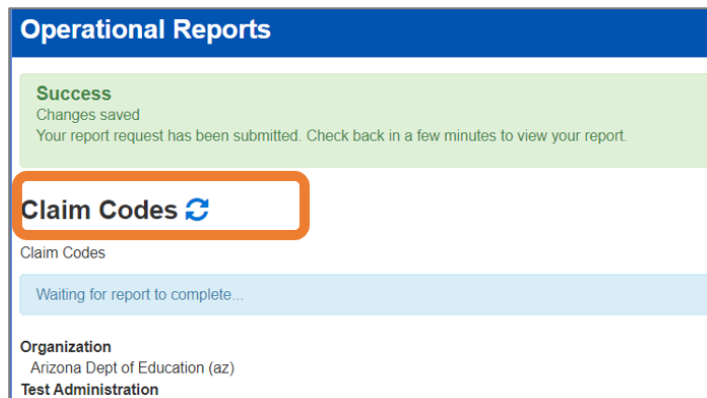 Operational Reports
Success
Changes saved
Your report request has been submitted. Check back in a few minutes to view your report.
Claim Codes
Claim Codes
Waiting for report to complete...
Organization
Arizona Dept of Education (az)
Test Administration